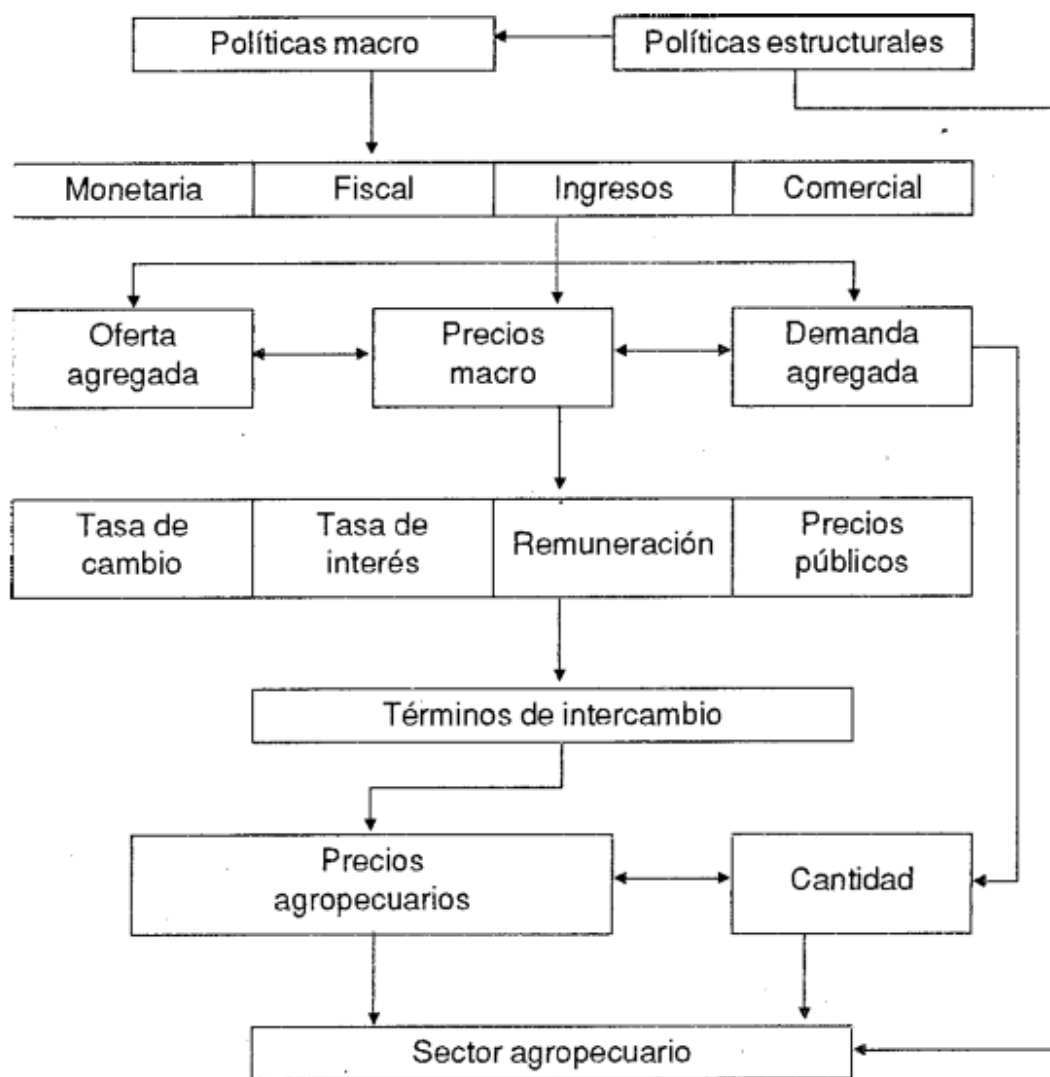 Políticas macro
Políticas estructurales
Monetaria
Fiscal
Ingresos
Comercial
Oferta
agregada
Precios
macro
Demanda
agregada
Tasa de
cambio
Tasa de
interés
Remuneración
Precios
públicos
Términos de intercambio
Precios
agropecuarios
Cantidad
Sector agropecuario